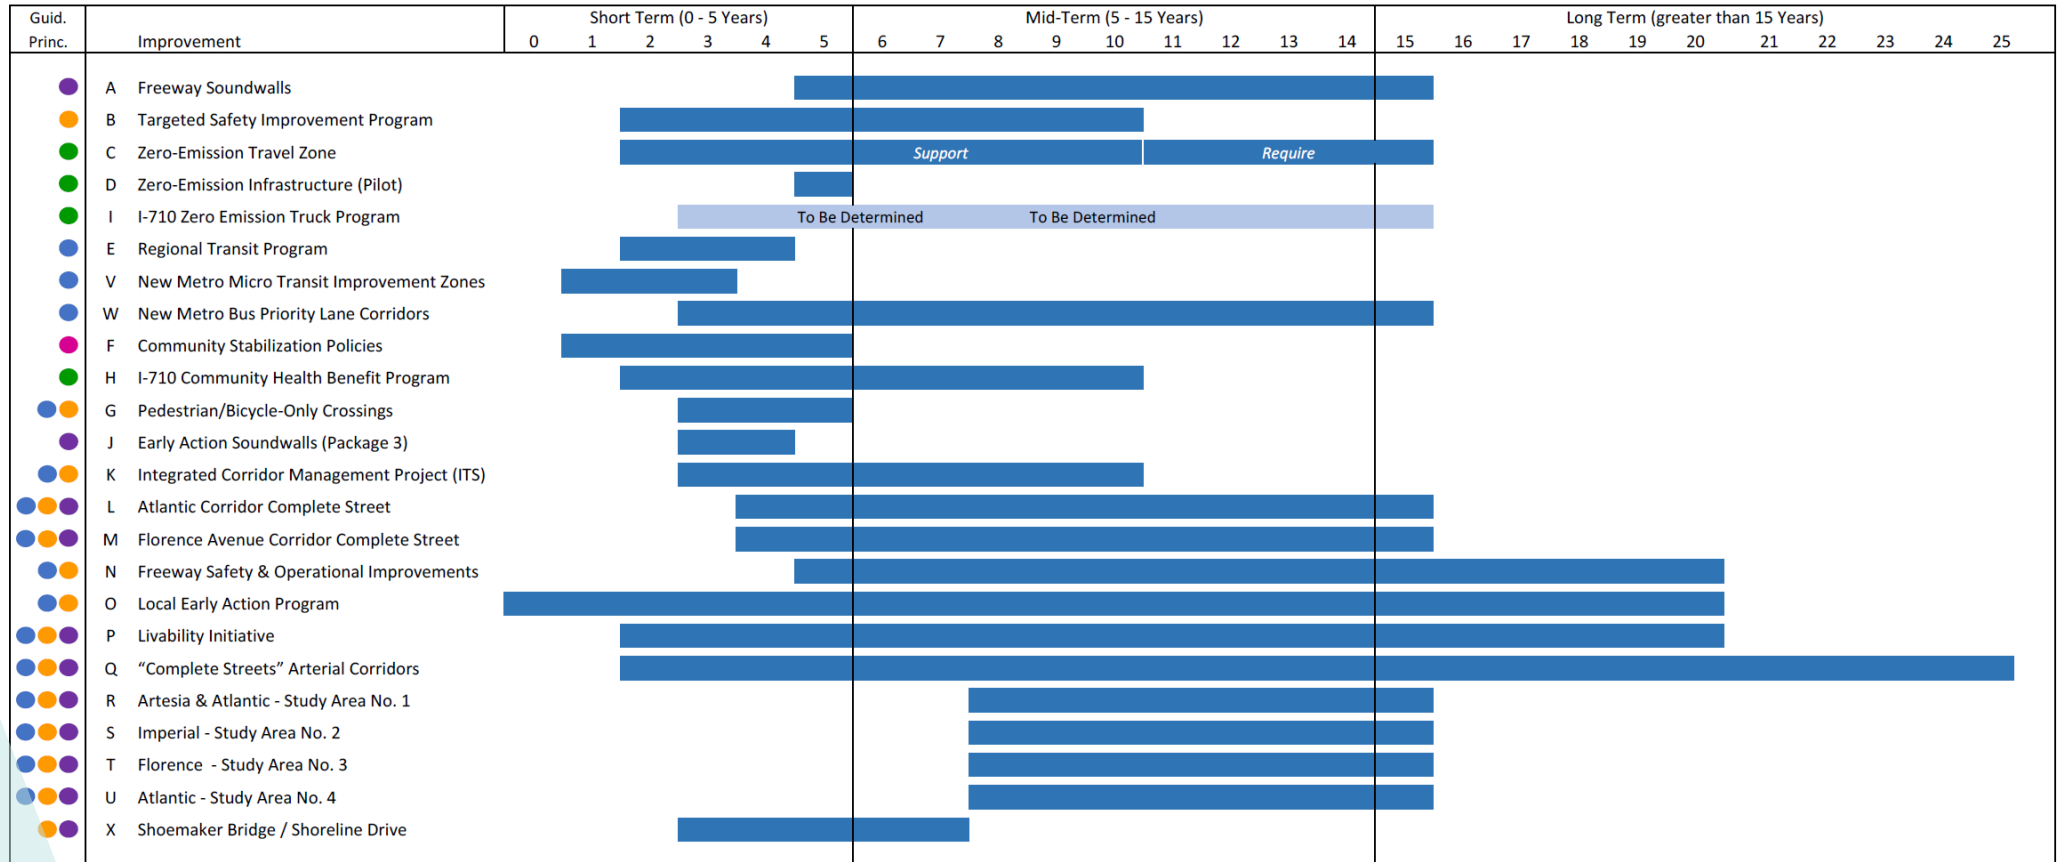 Guid. Short Term (0 - 5 Years) Mid-Term (5 - 15 Years) Long Term (greater than 15 Years)
Princ. Improvement 0 1 2 3 4 5 6 7 8 9 10 11 12 13 14 15 16 17 18 19 20 21 22 23 24 25
A Freeway Soundwalls
B Targeted Safety Improvement Program
C Zero-Emission Travel Zone Support Require
D Zero-Emission Infrastructure (Pilot)
I I-710 Zero Emission Truck Program To Be Determined To Be Determined
E Regional Transit Program
V New Metro Micro Transit Improvement Zones
W New Metro Bus Priority Lane Corridors
F Community Stabilization Policies
H I-710 Community Health Benefit Program
G Pedestrian/Bicycle-Only Crossings
J Early Action Soundwalls (Package 3)
K Integrated Corridor Management Project (ITS)
L Atlantic Corridor Complete Street
M Florence Avenue Corridor Complete Street
N Freeway Safety & Operational Improvements
O Local Early Action Program
P Livability Initiative
Q “Complete Streets” Arterial Corridors
R Artesia & Atlantic - Study Area No. 1
S Imperial - Study Area No. 2
T Florence - Study Area No. 3
U Atlantic - Study Area No. 4
X Shoemaker Bridge / Shoreline Drive